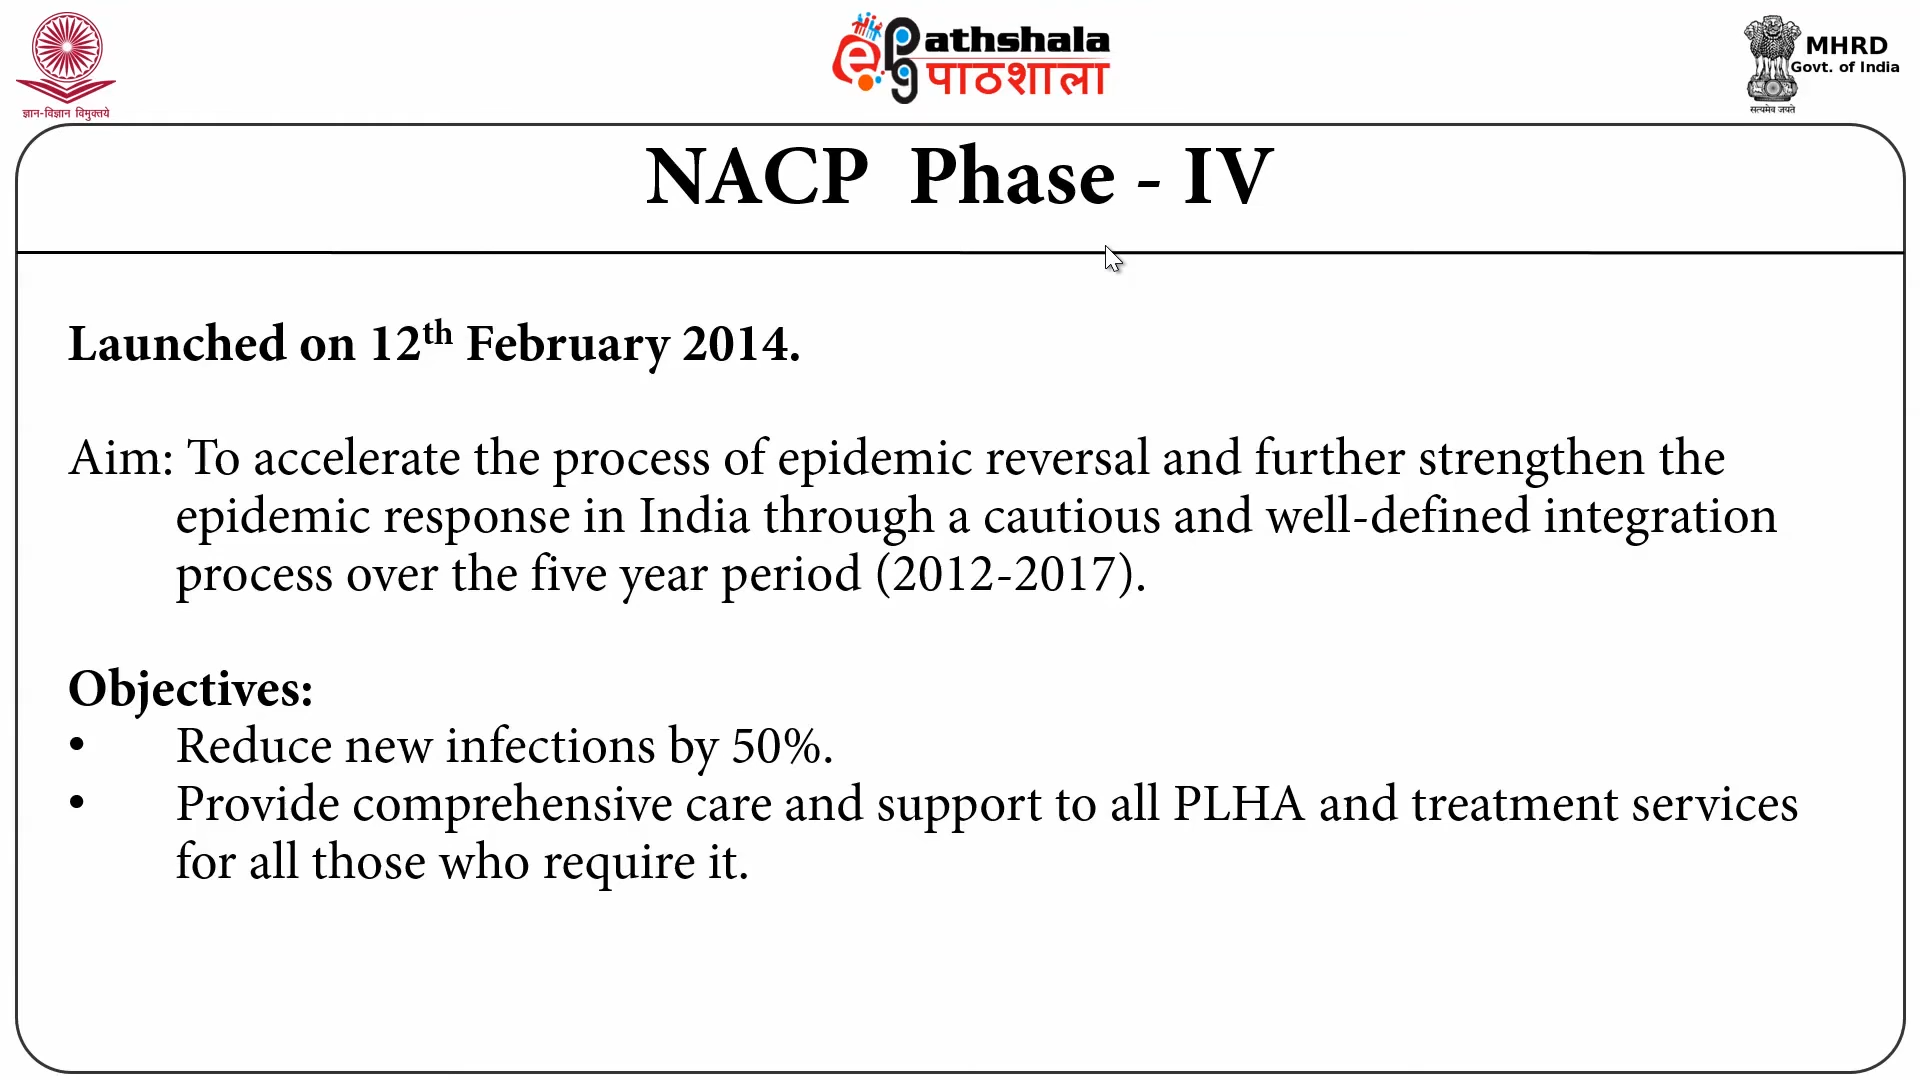 ज्ञान-विज्ञान विमुक्तये
e Pg athshala
पाठशाला
MHRD
Govt. of India
सत्यमेव जयते
NACP Phase - IV
Launched on 12th February 2014.
Aim: To accelerate the process of epidemic reversal and further strengthen the
epidemic response in India through a cautious and well-defined integration
process over the five year period (2012-2017).
Objectives:
• Reduce new infections by 50%.
• Provide comprehensive care and support to all PLHA and treatment services
for all those who require it.